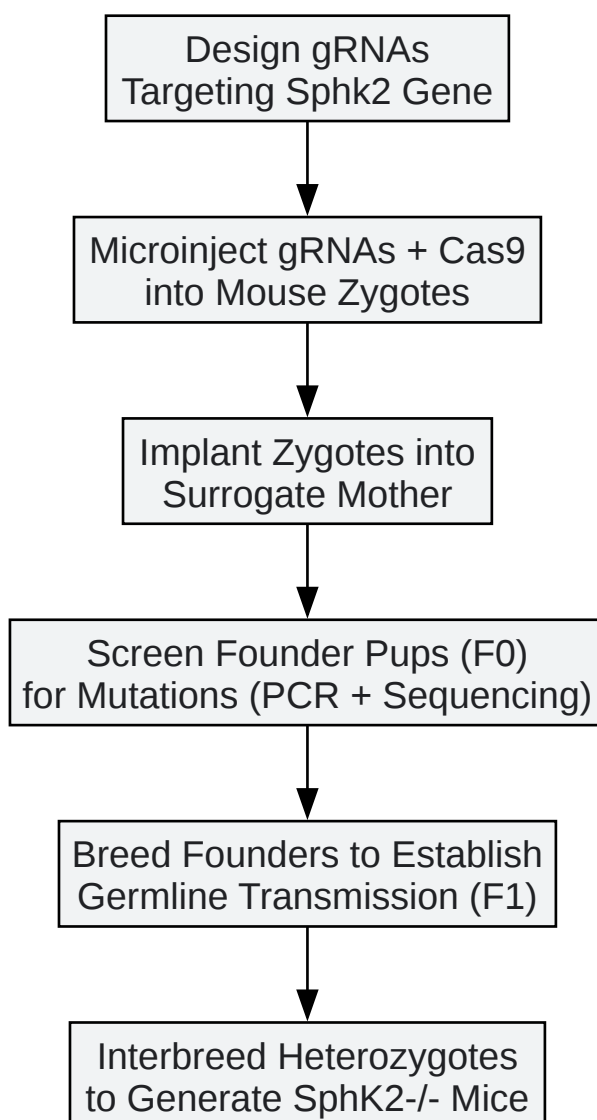 Design gRNAs
Targeting Sphk2 Gene
Microinject gRNAs + Cas9
into Mouse Zygotes
Implant Zygotes into
Surrogate Mother
Screen Founder Pups (F0)
for Mutations (PCR + Sequencing)
Breed Founders to Establish
Germline Transmission (F1)
Interbreed Heterozygotes
to Generate SphK2-/- Mice